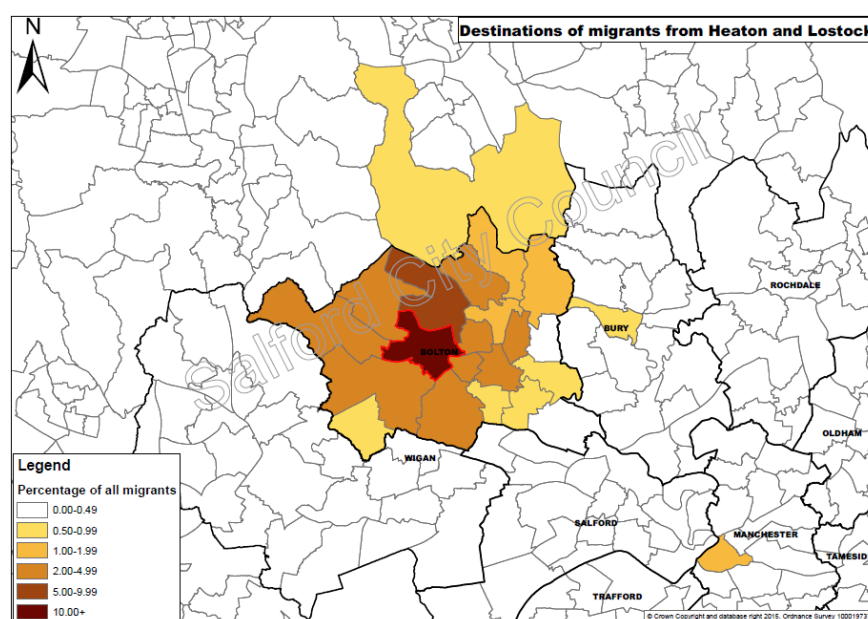 N
Destinations of migrants from Heaton and Lostock
Salford City Council
ROCHDALE
BURY
BOLTON
OLDHAM
WIGAN
SALFORD
MANCHESTER
TAMESID
TRAFFORD
Legend
Percentage of all migrants
0.00-0.49
0.50-0.99
1.00-1.99
2.00-4.99
5.00-9.99
10.00+
© Crown Copyright and database right 2015. Ordnance Survey 10001973